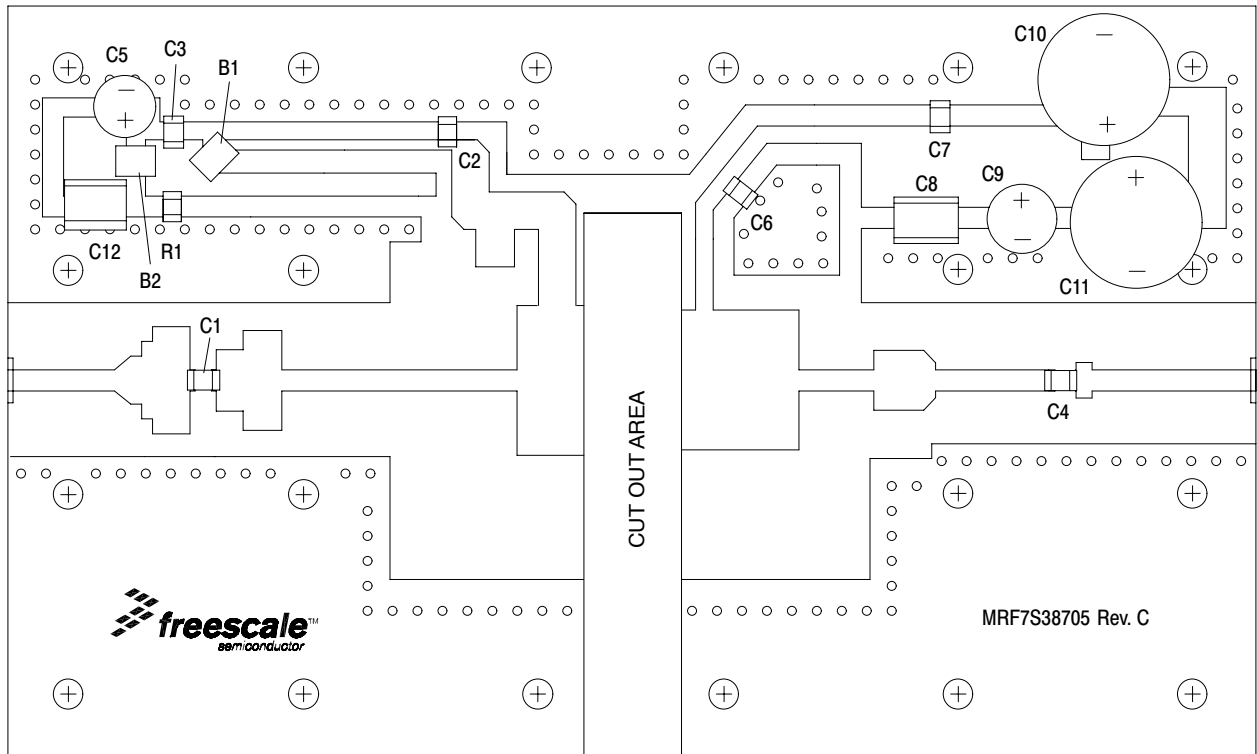 C10
C5
C3
B1
C2
C7
C6
C8
C9
C12
R1
B2
C11
C1
C4
CUT OUT AREA
freescale™
semiconductor
MRF7S38705 Rev. C